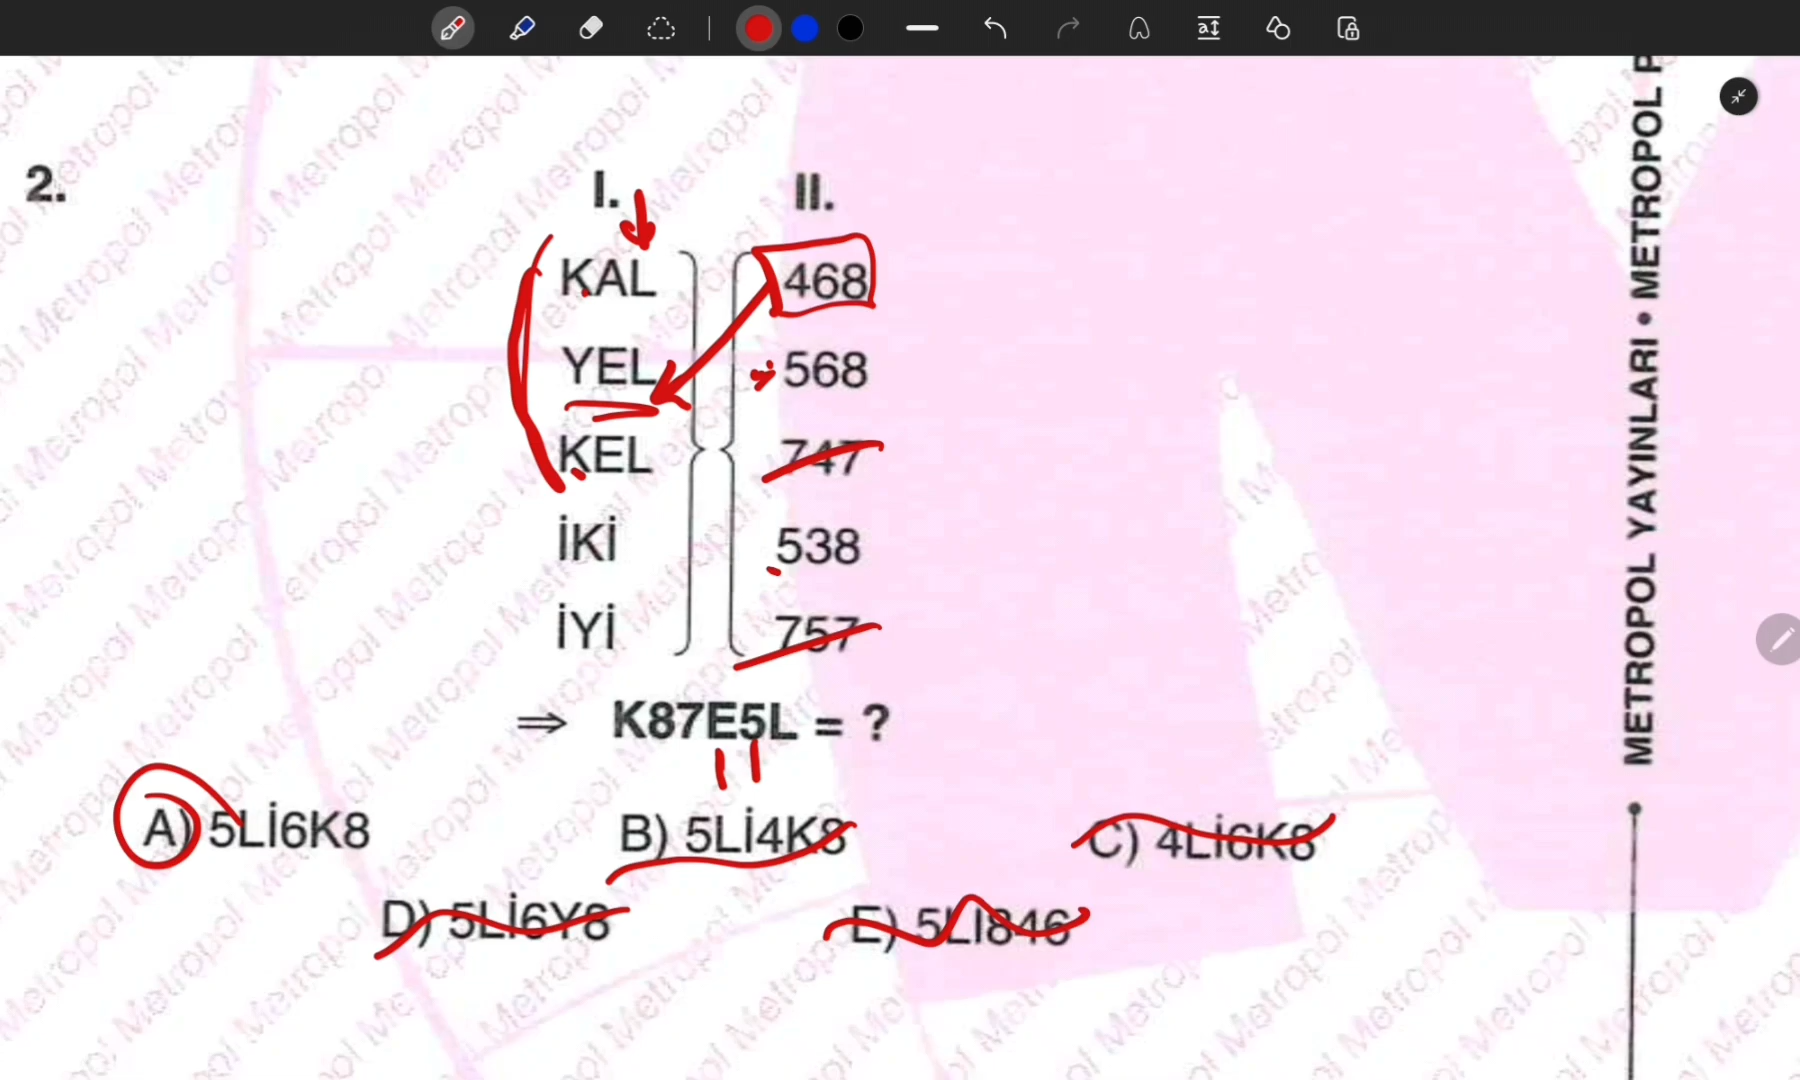 2.
I. II.
KAL 468
YEL 568
KEL 747
İKİ 538
İYİ 757
⇒ K87E5L = ?
A) 5Lİ6K8 B) 5Lİ4K8 C) 4Lİ6K8
D) 5Lİ6Y8 E) 5Lİ846
METROPOL YAYINLARI • METROPOL